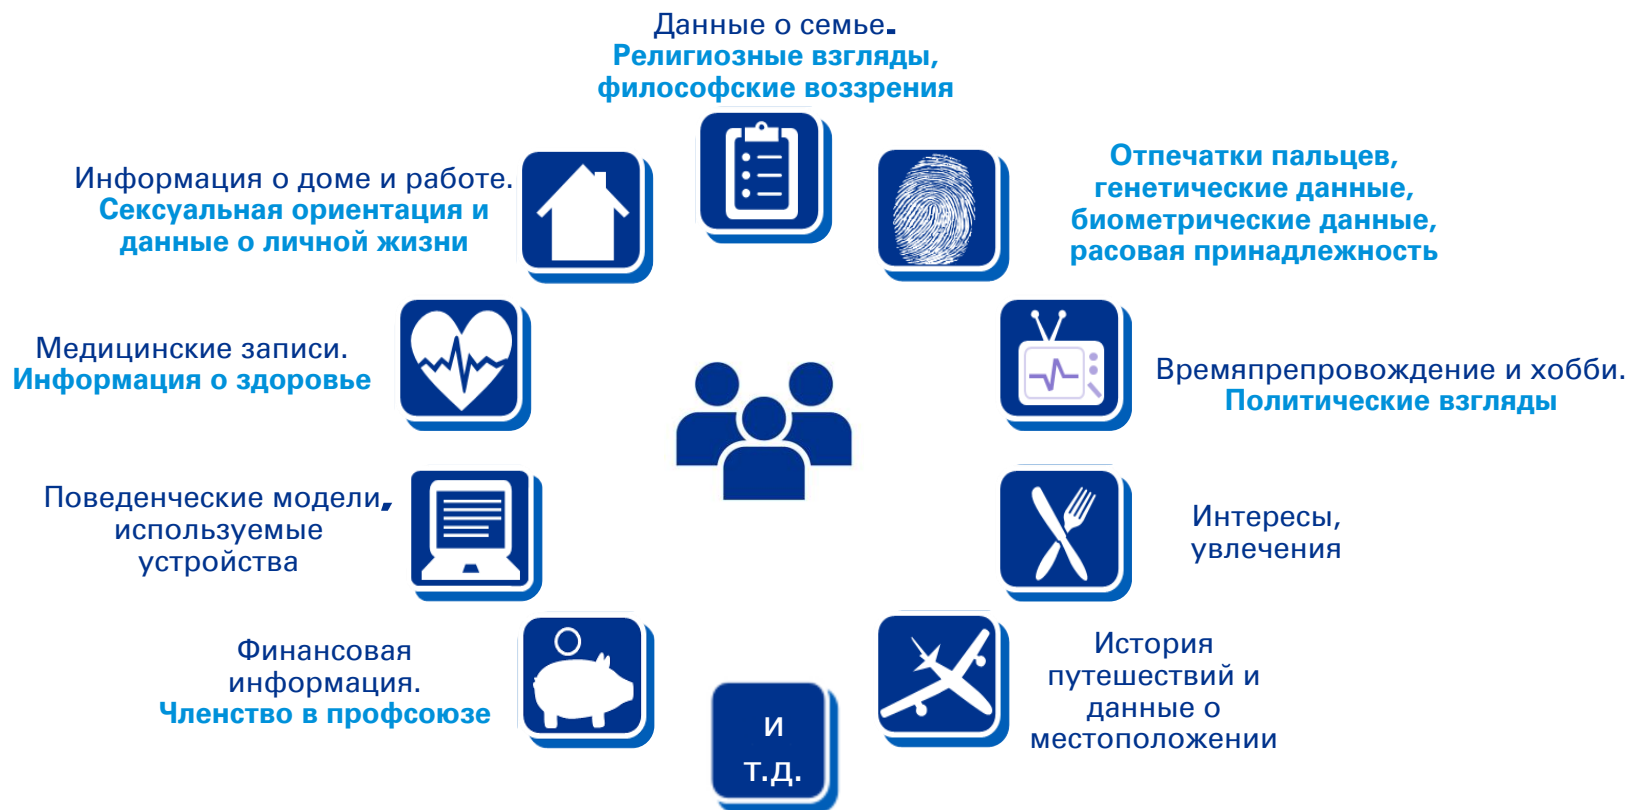 Данные о семье.
Религиозные взгляды,
философские воззрения
Отпечатки пальцев,
генетические данные,
биометрические данные,
расовая принадлежность
Времяпрепровождение и хобби.
Политические взгляды
Интересы,
увлечения
История
путешествий и
данные о
местоположении
и
т.д.
Финансовая
информация.
Членство в профсоюзе
Поведенческие модели,
используемые
устройства
Медицинские записи.
Информация о здоровье
Информация о доме и работе.
Сексуальная ориентация и
данные о личной жизни